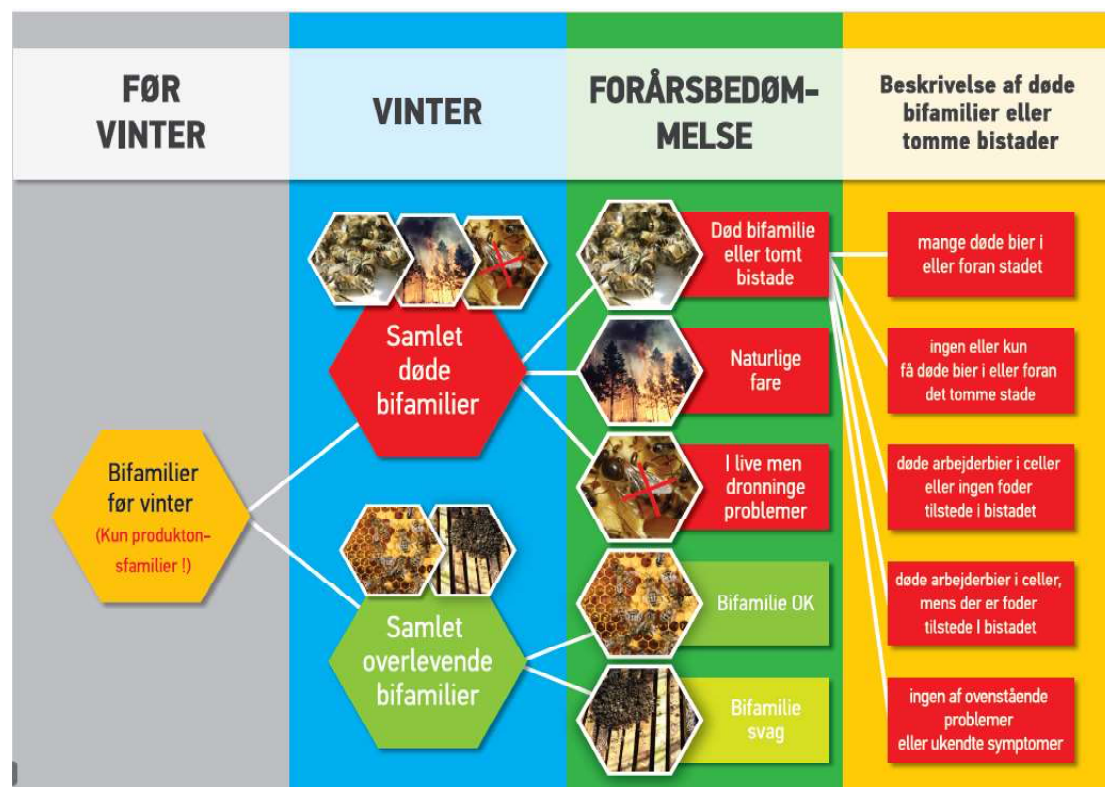 FØR
VINTER
VINTER
FORÅRSBEDØM-
MELSE
Beskrivelse af døde
bifamilier eller
tomme bistader
Bifamilier
før vinter
(Kun produkton-
sfamilier !)
Samlet
døde
bifamilier
Samlet
overlevende
bifamilier
Død bifamilie
eller tomt
bistade
Naturlige
fare
I live men
dronninge
problemer
Bifamilie OK
Bifamilie
svag
mange døde bier i
eller foran stadet
ingen eller kun
få døde bier i eller foran
det tomme stade
døde arbejderbier i celler
eller ingen foder
tilstede i bistadet
døde arbejderbier i celler,
mens der er foder
tilstede I bistadet
ingen af ovenstående
problemer
eller ukendte symptomer